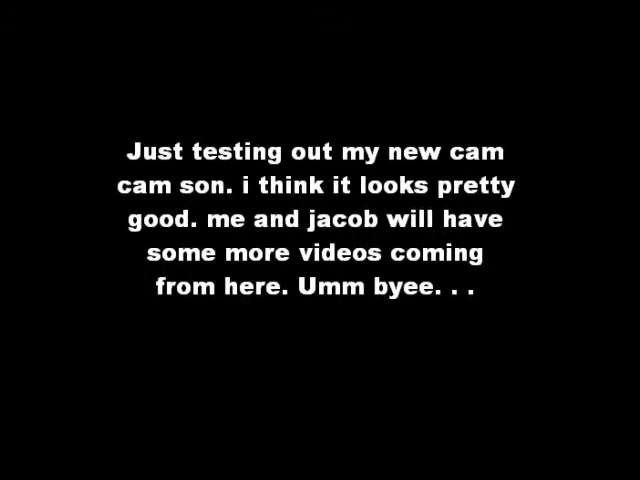 Just testing out my new cam
cam son. i think it looks pretty
good. me and jacob will have
some more videos coming
from here. Umm byee. . .